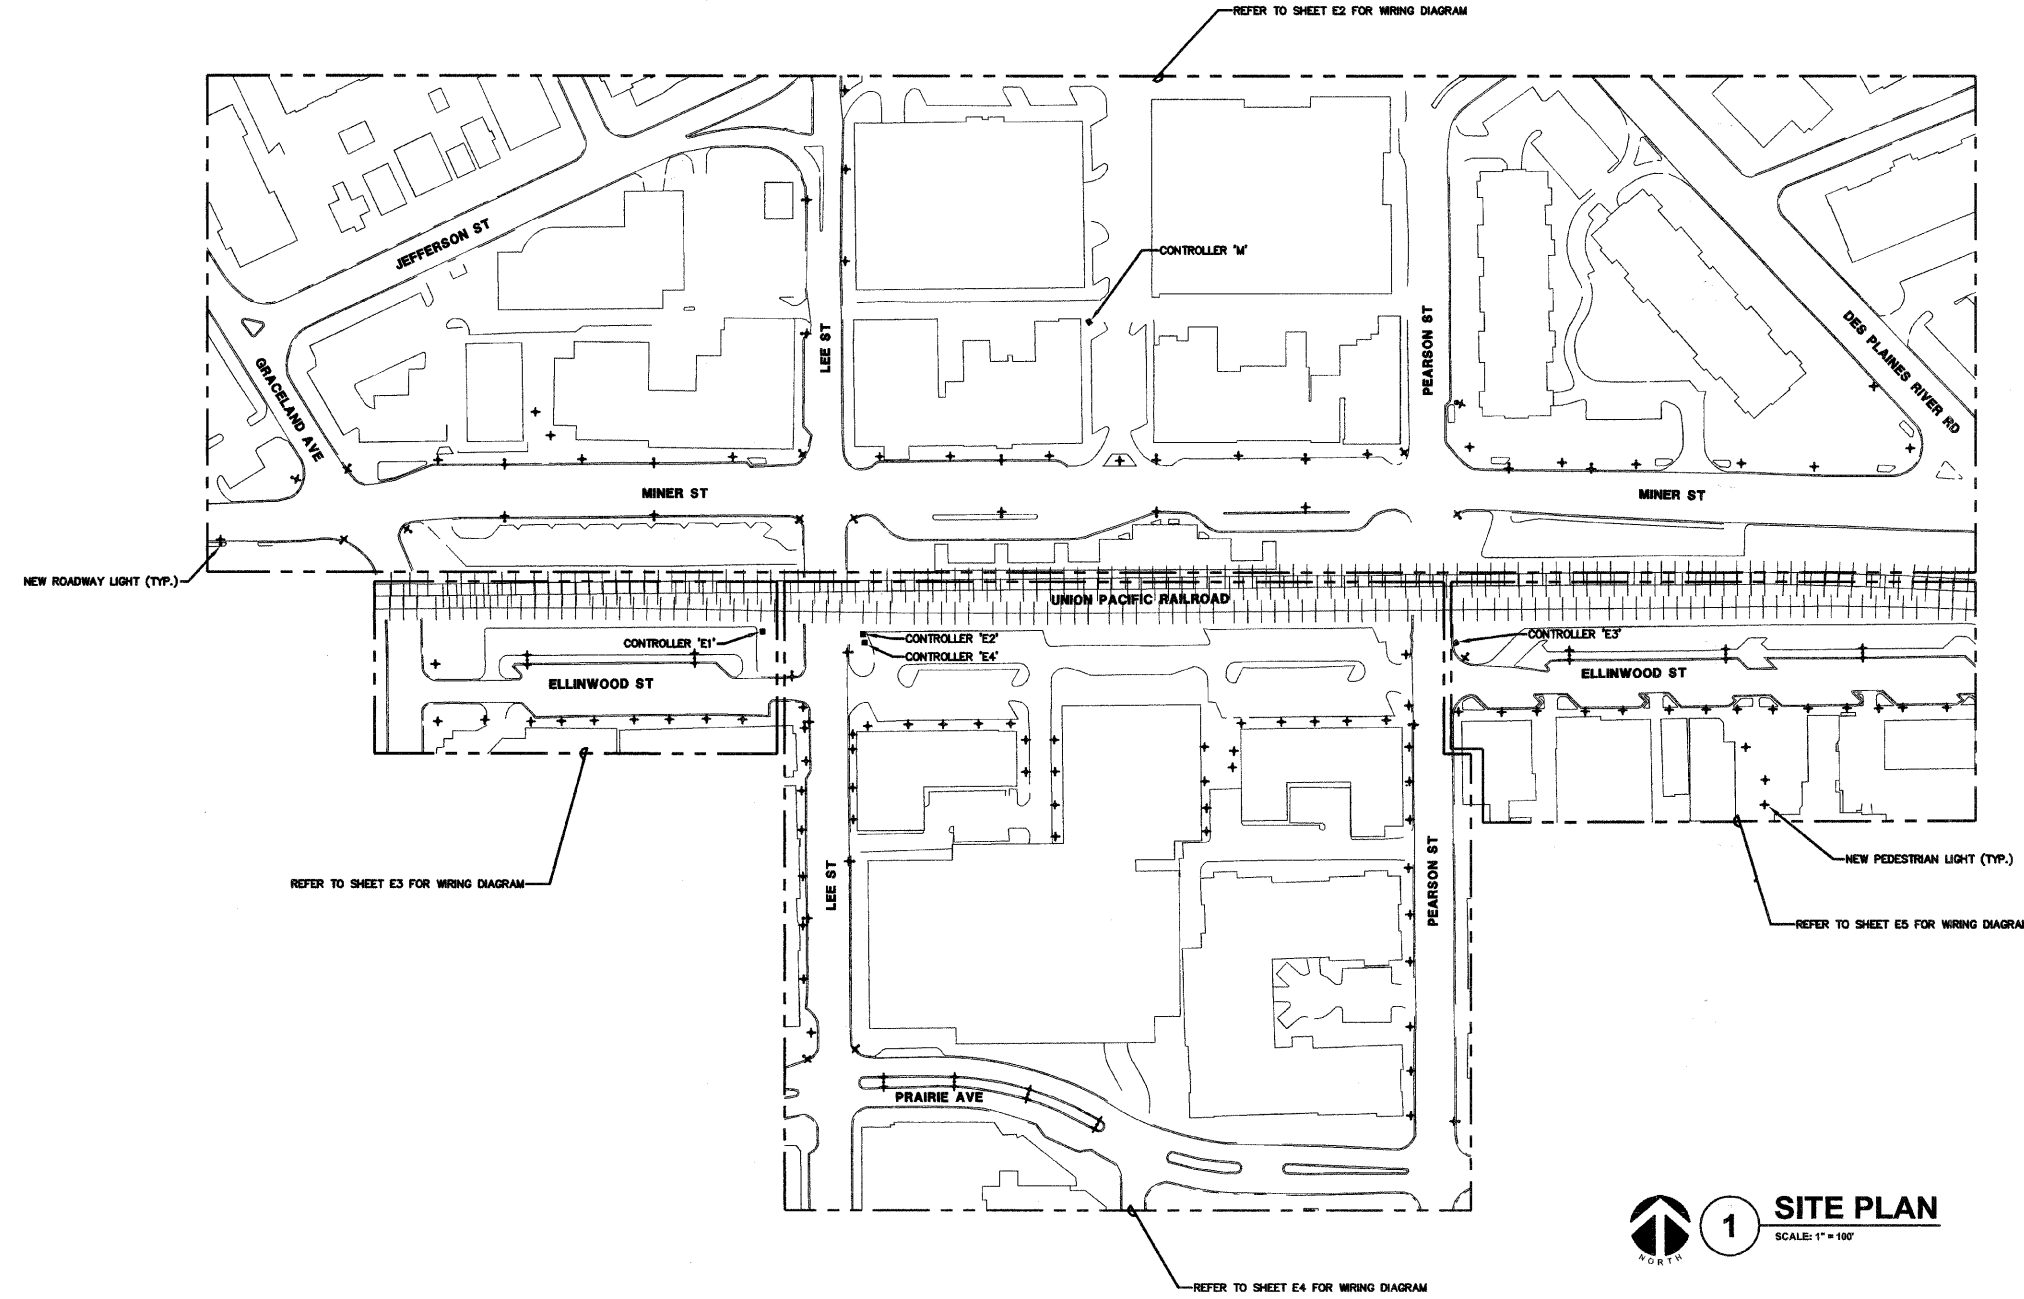 REFER TO SHEET E2 FOR WIRING DIAGRAM
JEFFERSON ST
CONTROLLER 'M'
GRACELAND AVE
LEE ST
PEARSON ST
DES PLAINES RIVER RD
MINER ST
MINER ST
NEW ROADWAY LIGHT (TYP.)
UNION PACIFIC RAILROAD
CONTROLLER 'E1'
CONTROLLER 'E2'
CONTROLLER 'E4'
CONTROLLER 'E3'
ELLINWOOD ST
ELLINWOOD ST
REFER TO SHEET E3 FOR WIRING DIAGRAM
LEE ST
PEARSON ST
NEW PEDESTRIAN LIGHT (TYP.)
REFER TO SHEET E5 FOR WIRING DIAGRA
PRAIRIE AVE
REFER TO SHEET E4 FOR WIRING DIAGRAM
NORTH
1
SITE PLAN
SCALE: 1" = 100'